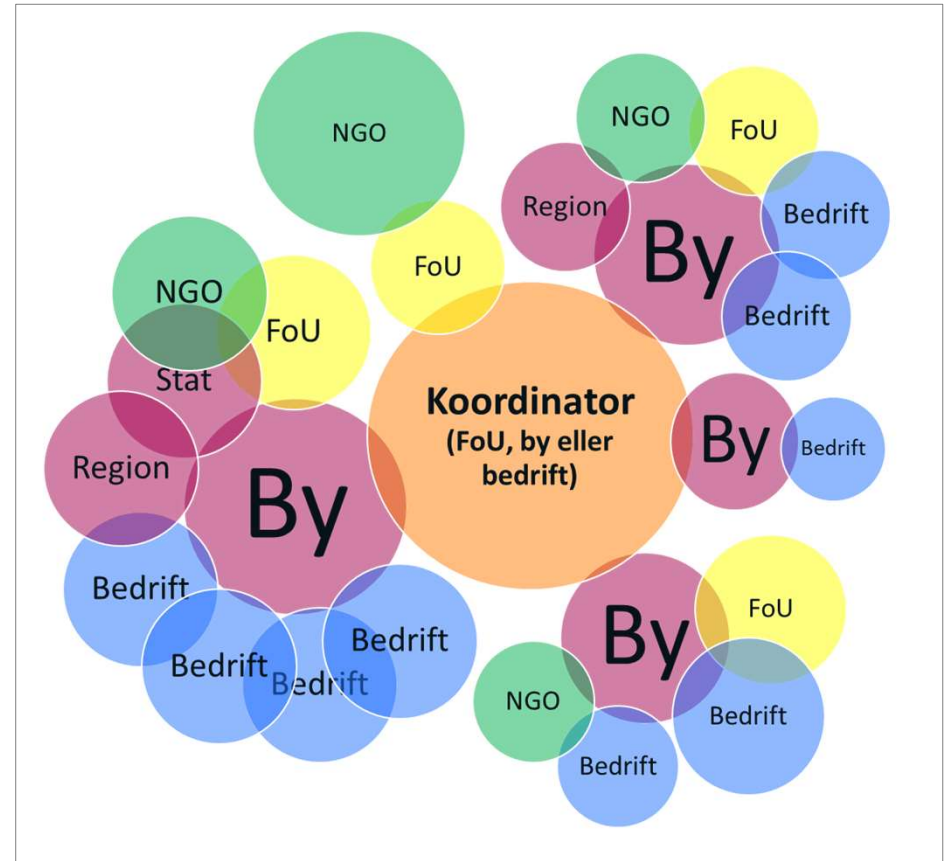 NGO
NGO
FoU
Region
Bedrift
By
FoU
NGO
Bedrift
FoU
Stat
Koordinator
(FoU, by eller
bedrift)
By
Bedrift
Region
By
Bedrift
FoU
By
Bedrift
Bedrift
Bedrift
NGO
Bedrift
Bedrift